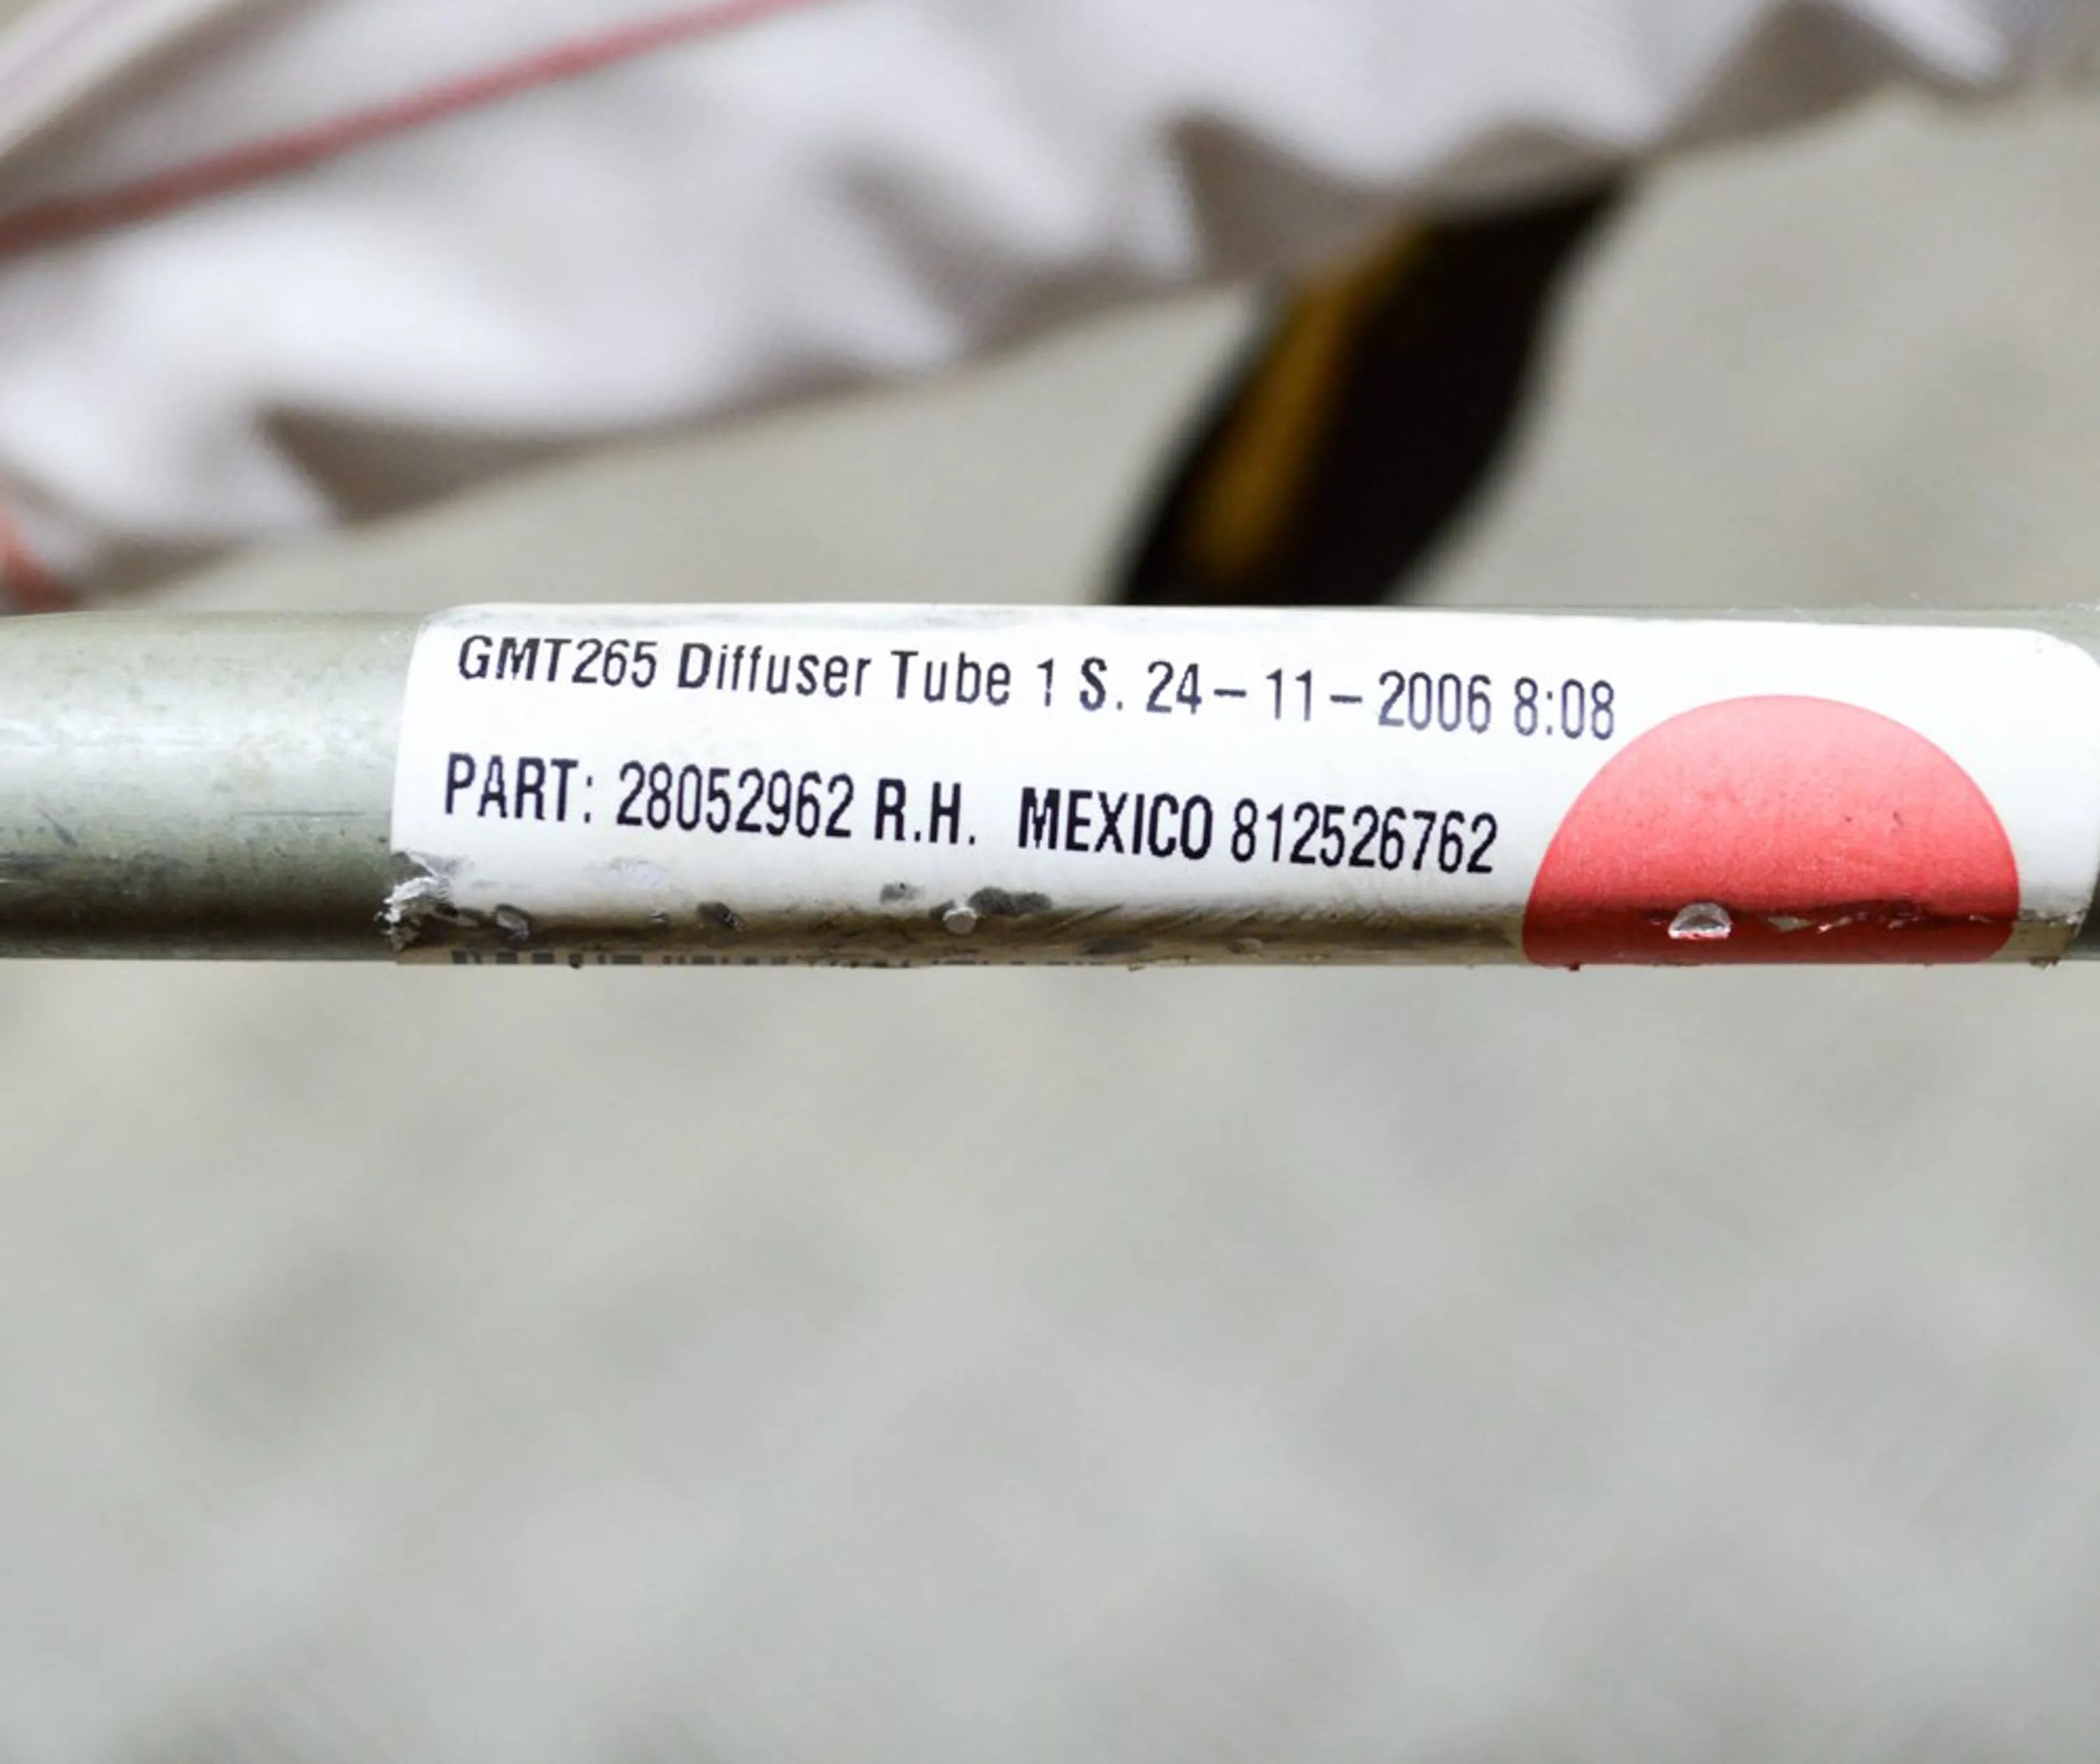 GMT265 Diffuser Tube 1 S. 24-11-2006 8:08
PART: 28052962 R.H. MEXICO 812526762